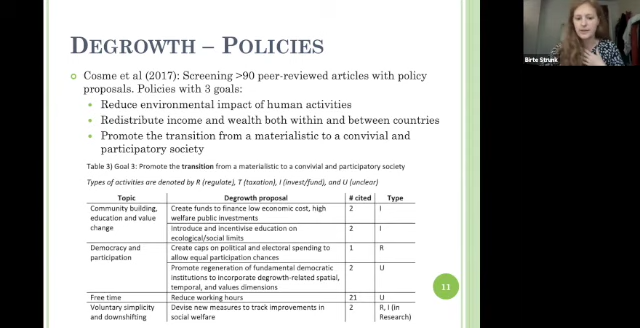 DEGROWTH – POLICIES
Cosme et al (2017): Screening >90 peer-reviewed articles with policy
proposals. Policies with 3 goals:
Reduce environmental impact of human activities
Redistribute income and wealth both within and between countries
Promote the transition from a materialistic to a convivial and
participatory society
Table 3) Goal 3: Promote the transition from a materialistic to a convivial and participatory society
Types of activities are denoted by R (regulate), T (taxation), I (invest/fund), and U (unclear)
Topic Degrowth proposal # cited Type
Community building, Create funds to finance low economic cost, high 2 I
education and value welfare public investments
change Introduce and incentivise education on 2 I
ecological/social limits
Democracy and Create caps on political and electoral spending to 1 R
participation allow equal participation chances
Promote regeneration of fundamental democratic 2 U
institutions to incorporate degrowth-related spatial,
temporal, and values dimensions
Free time Reduce working hours 21 U
Voluntary simplicity Devise new measures to track improvements in 2 R, I (in
and downshifting social welfare Research)
11
Birte Strunk